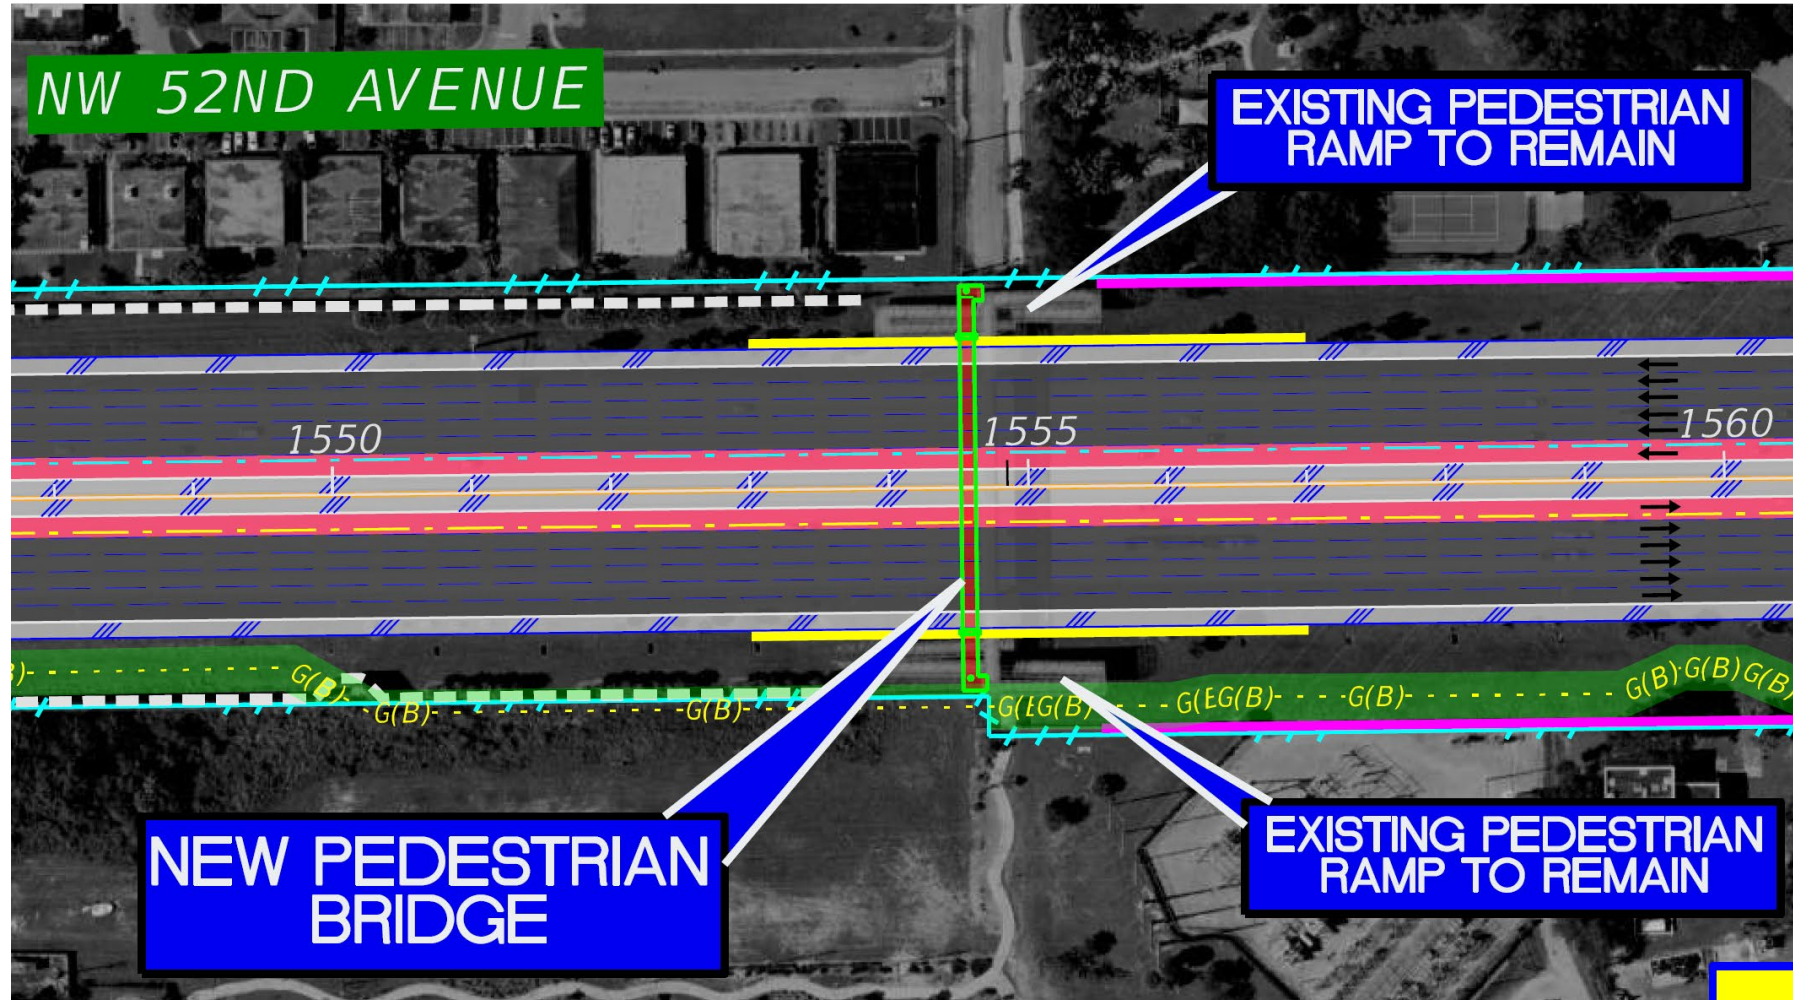 NW 52ND AVENUE
EXISTING PEDESTRIAN
RAMP TO REMAIN
1550
1555
1560
G(B)
G(B)
G(B)
G(B)
G(B)
G(B)
G(B)
G(B)
G(B)
G(B)
NEW PEDESTRIAN
BRIDGE
EXISTING PEDESTRIAN
RAMP TO REMAIN